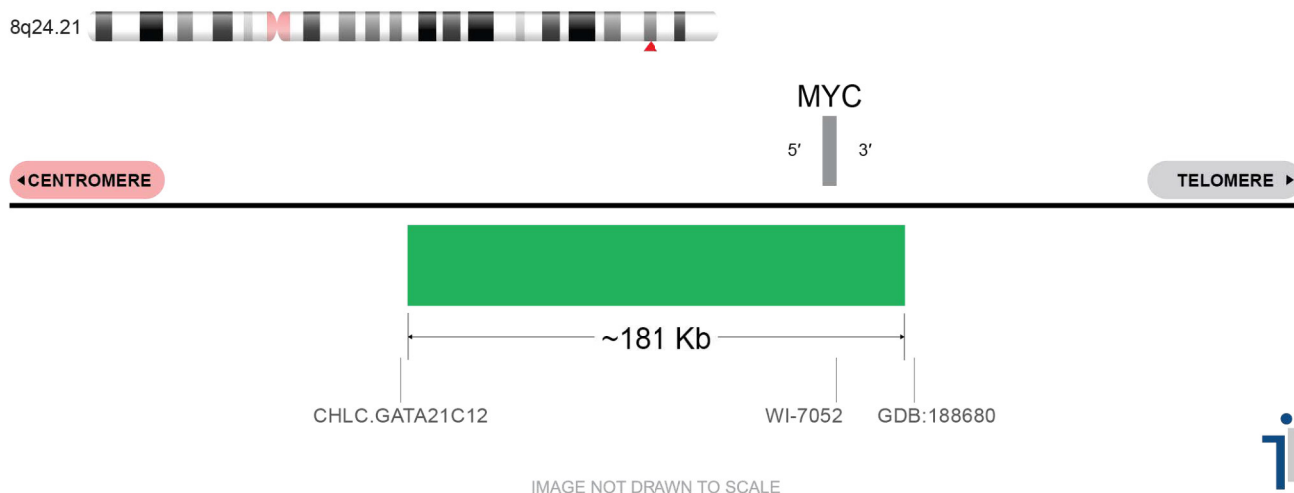 8q24.21
MYC
5′ 3′
◂CENTROMERE
TELOMERE ▸
~181 Kb
CHLC.GATA21C12
WI-7052
GDB:188680
IMAGE NOT DRAWN TO SCALE